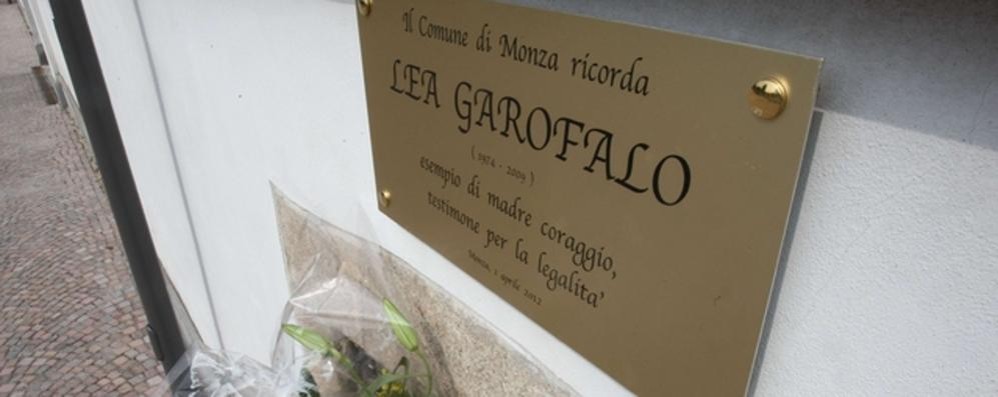 Il Comune di Monza ricorda
LEA GAROFALO
( 1974 - 2009 )
esempio di madre coraggio,
testimone per la legalita'
Monza, 1 aprile 2012